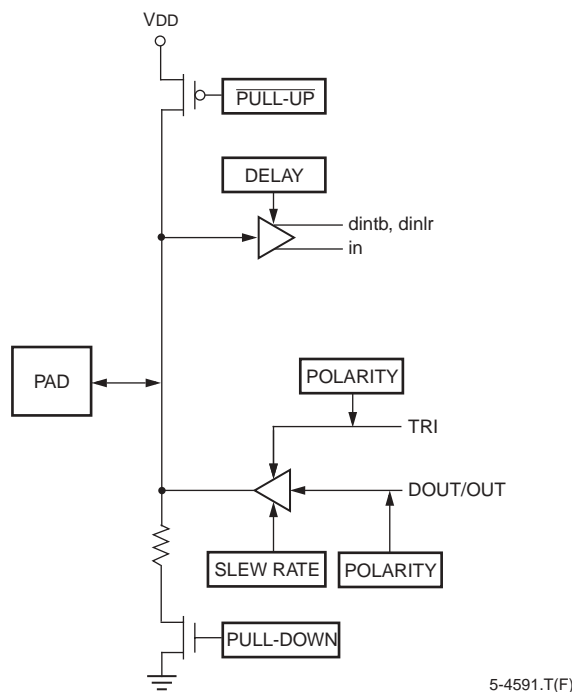 VDD
PULL-UP
DELAY
dintb, dinlr
in
PAD
POLARITY
TRI
DOUT/OUT
SLEW RATE
POLARITY
PULL-DOWN
5-4591.T(F)